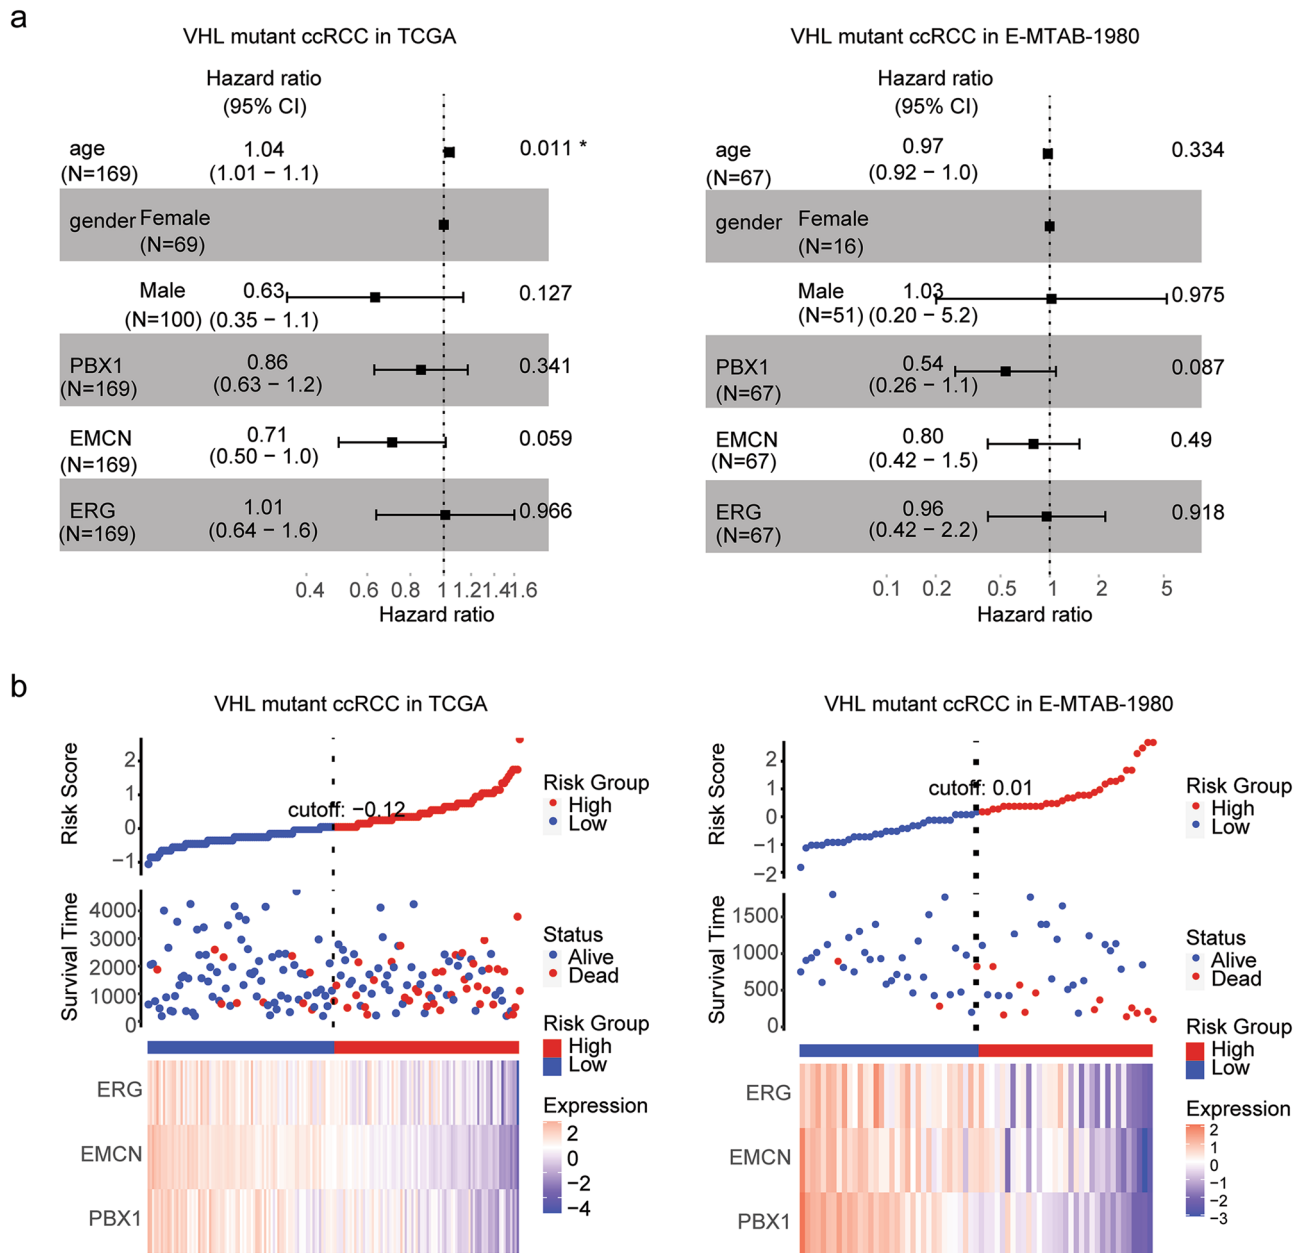 a
VHL mutant ccRCC in TCGA
Hazard ratio
(95% CI)
age
(N=169)
1.04
(1.01 − 1.1)
0.011 *
gender
Female
(N=69)
Male
(N=100)
0.63
(0.35 − 1.1)
0.127
PBX1
(N=169)
0.86
(0.63 − 1.2)
0.341
EMCN
(N=169)
0.71
(0.50 − 1.0)
0.059
ERG
(N=169)
1.01
(0.64 − 1.6)
0.966
0.4 0.6 0.8 1 1.2 1.4 1.6
Hazard ratio
VHL mutant ccRCC in E-MTAB-1980
Hazard ratio
(95% CI)
age
(N=67)
0.97
(0.92 − 1.0)
0.334
gender
Female
(N=16)
Male
(N=51)
1.03
(0.20 − 5.2)
0.975
PBX1
(N=67)
0.54
(0.26 − 1.1)
0.087
EMCN
(N=67)
0.80
(0.42 − 1.5)
0.49
ERG
(N=67)
0.96
(0.42 − 2.2)
0.918
0.1 0.2 0.5 1 2 5
Hazard ratio
b
VHL mutant ccRCC in TCGA
Risk Score
2
1
0
−1
cutoff: −0.12
Risk Group
High
Low
Survival Time
4000
3000
2000
1000
0
Status
Alive
Dead
Risk Group
High
Low
ERG
EMCN
PBX1
Expression
2
0
−2
−4
VHL mutant ccRCC in E-MTAB-1980
Risk Score
2
1
0
−1
−2
cutoff: 0.01
Risk Group
High
Low
Survival Time
1500
1000
500
0
Status
Alive
Dead
Risk Group
High
Low
ERG
EMCN
PBX1
Expression
2
1
0
−1
−2
−3